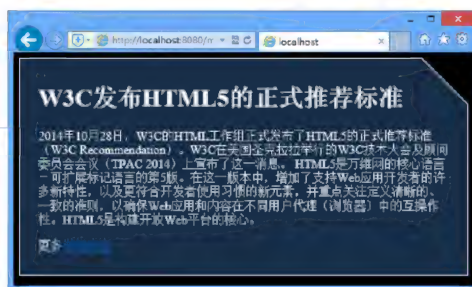 http://localhost:8080/
localhost
W3C发布HTML5的正式推荐标准
2014年10月28日，W3C的HTML工作组正式发布了HTML5的正式推荐标准
（W3C Recommendation）。W3C在美国圣克拉拉举行的W3C技术大会及顾问
委员会会议（TPAC 2014）上宣布了这一消息。HTML5是万维网的核心语言
－可扩展标记语言的第5版。在这一版本中，增加了支持Web应用开发者的许
多新特性，以及更符合开发者使用习惯的新元素，并重点关注定义清晰的、
一致的准则，以确保Web应用和内容在不同用户代理（浏览器）中的互操作
性。HTML5是构建开放Web平台的核心。
更多